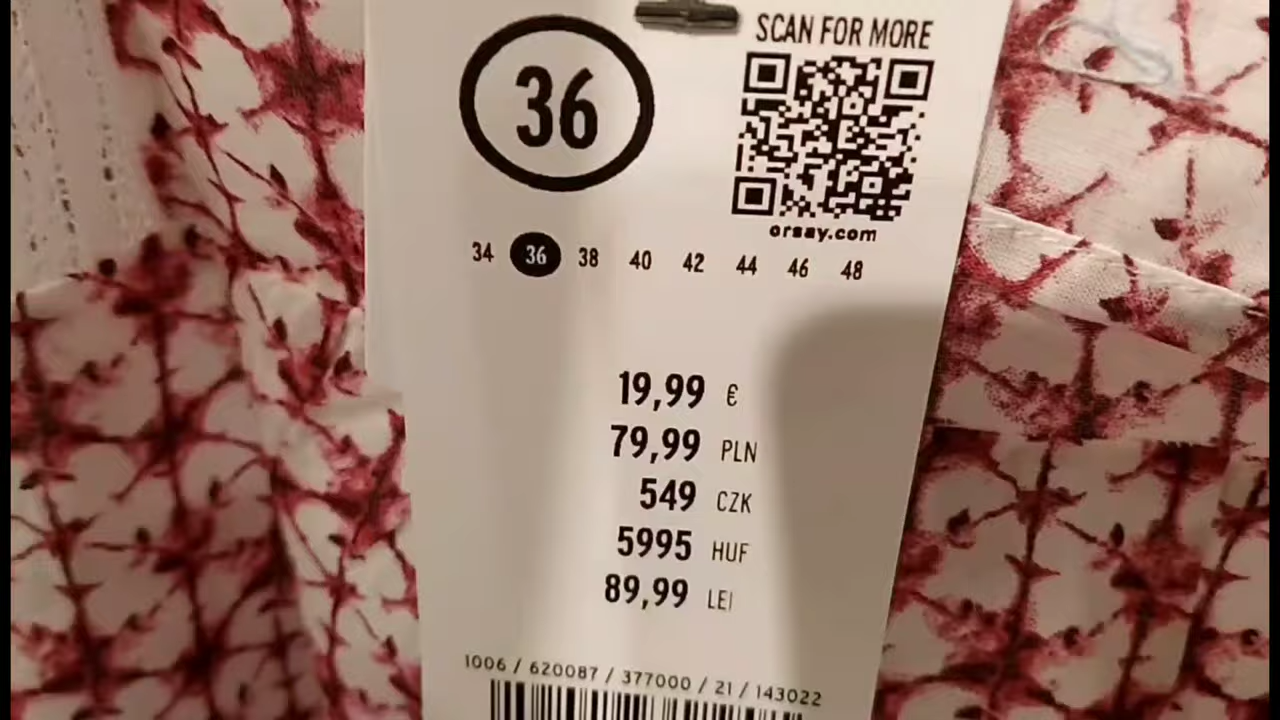 36
SCAN FOR MORE
orsay.com
34 36 38 40 42 44 46 48
19,99 €
79,99 PLN
549 CZK
5995 HUF
89,99 LEI
1006 / 620087 / 377000 / 21 / 143022